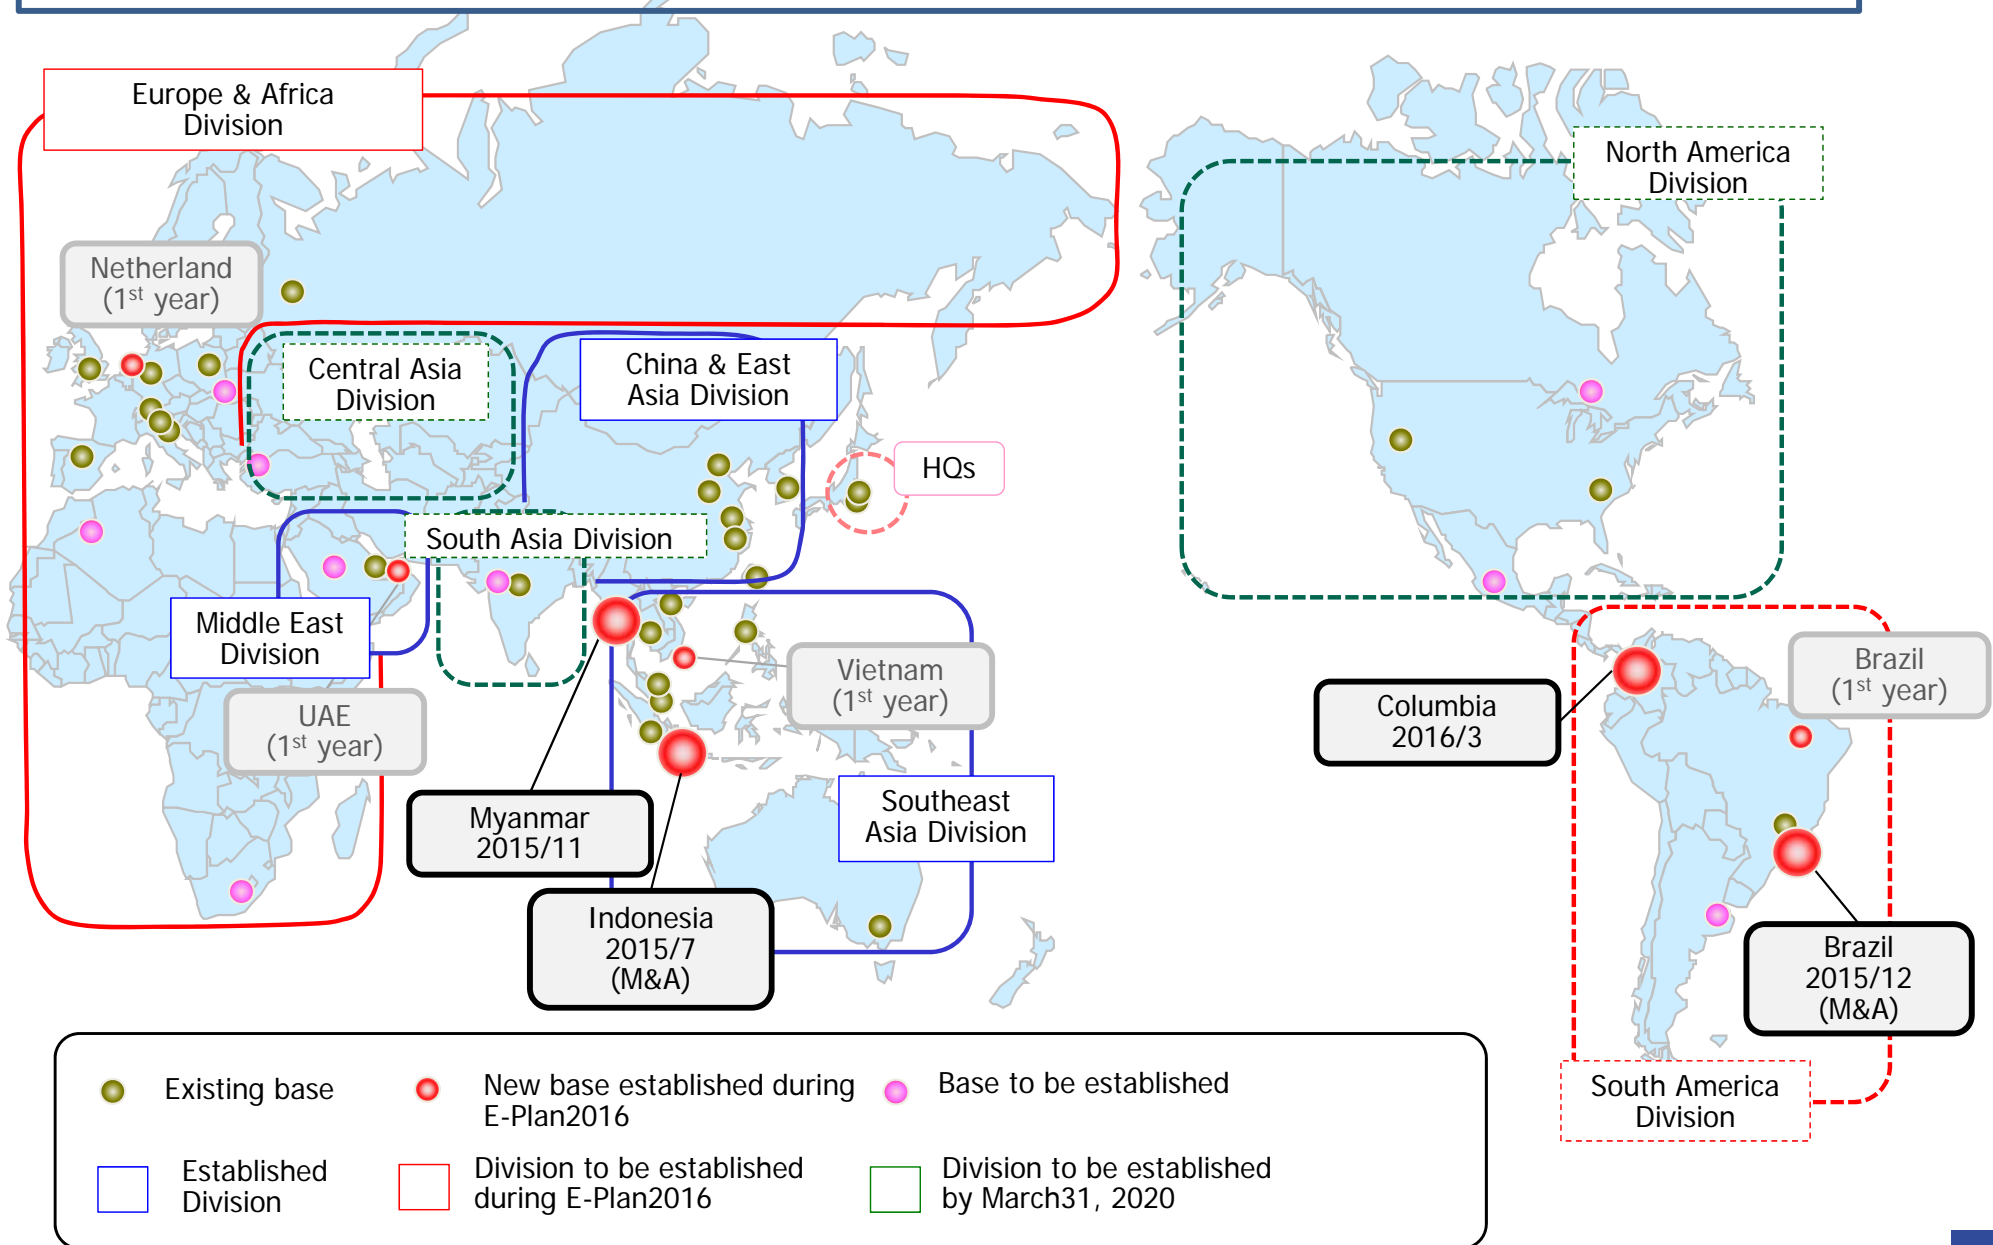 Europe & Africa
Division
North America
Division
Netherland
(1st year)
Central Asia
Division
China & East
Asia Division
HQs
South Asia Division
Middle East
Division
UAE
(1st year)
Vietnam
(1st year)
Brazil
(1st year)
Columbia
2016/3
Myanmar
2015/11
Southeast
Asia Division
Indonesia
2015/7
(M&A)
Brazil
2015/12
(M&A)
South America
Division
Existing base
New base established during
E-Plan2016
Base to be established
Established
Division
Division to be established
during E-Plan2016
Division to be established
by March31, 2020